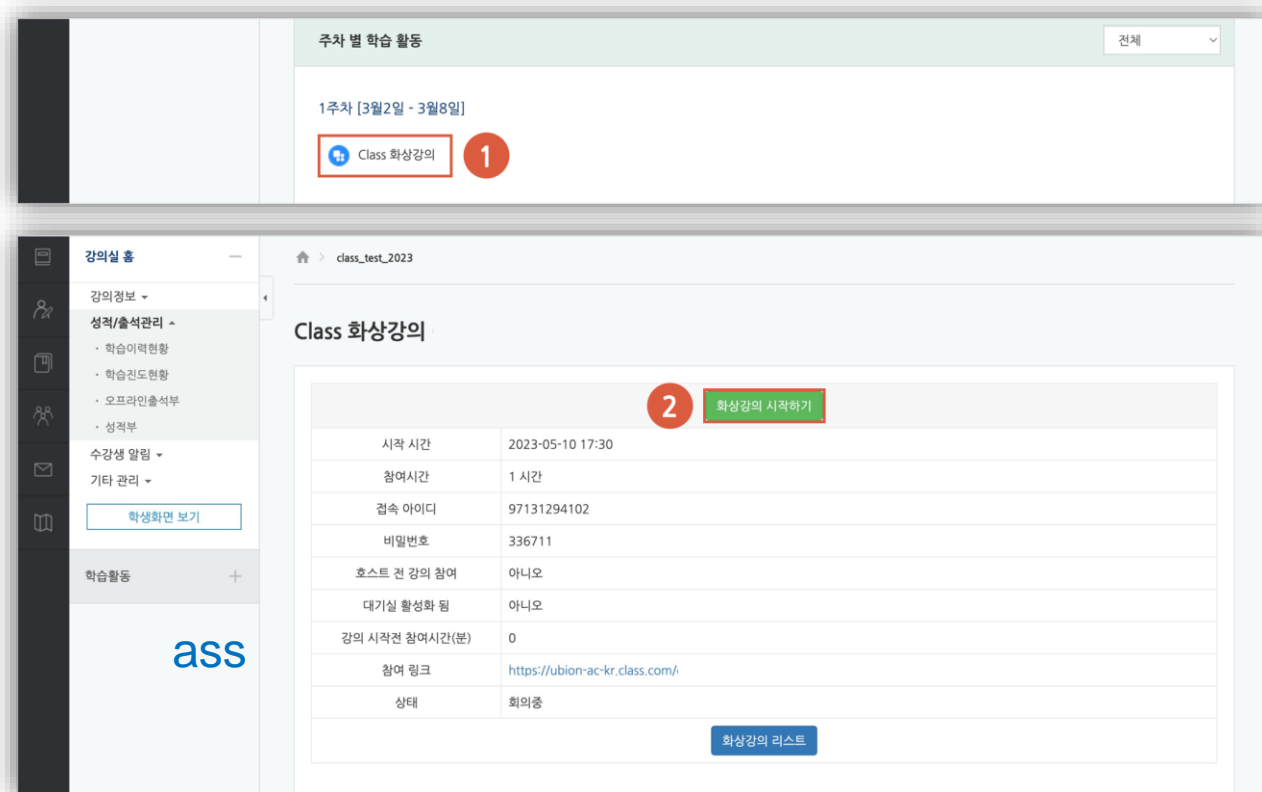 주차 별 학습 활동
전체
1주차 [3월2일 - 3월8일]
Class 화상강의
1
강의실 홈
강의정보
성적/출석관리
· 학습이력현황
· 학습진도현황
· 오프라인출석부
· 성적부
수강생 알림
기타 관리
학생화면 보기
학습활동
ass
class_test_2023
Class 화상강의
2
화상강의 시작하기
시작 시간 2023-05-10 17:30
참여시간 1 시간
접속 아이디 97131294102
비밀번호 336711
호스트 전 강의 참여 아니오
대기실 활성화 됨 아니오
강의 시작전 참여시간(분) 0
참여 링크 https://ubion-ac-kr.class.com/
상태 회의중
화상강의 리스트